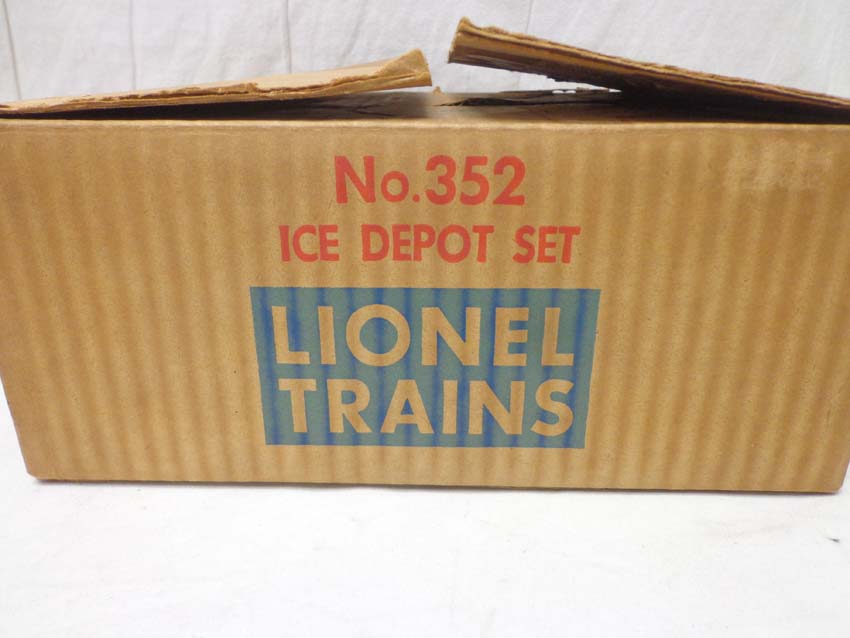 No.352
ICE DEPOT SET
LIONEL
TRAINS